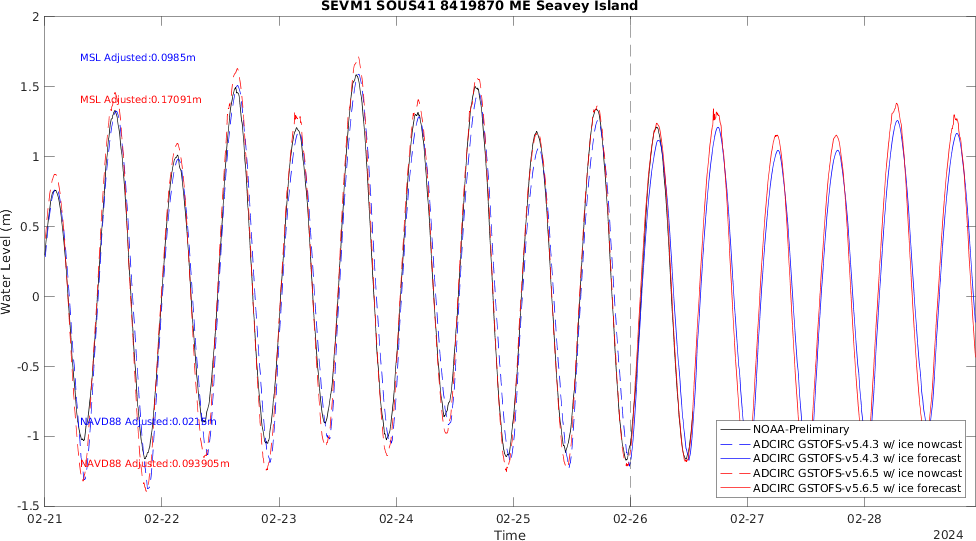 SEVM1 SOUS41 8419870 ME Seavey Island
2
1.5
1
0.5
0
-0.5
-1
-1.5
Water Level (m)
MSL Adjusted:0.0985m
MSL Adjusted:0.17091m
NAVD88 Adjusted:0.0215m
NAVD88 Adjusted:0.093905m
NOAA-Preliminary
ADCIRC GSTOFS-v5.4.3 w/ ice nowcast
ADCIRC GSTOFS-v5.4.3 w/ ice forecast
ADCIRC GSTOFS-v5.6.5 w/ ice nowcast
ADCIRC GSTOFS-v5.6.5 w/ ice forecast
02-21 02-22 02-23 02-24 02-25 02-26 02-27 02-28
Time
2024